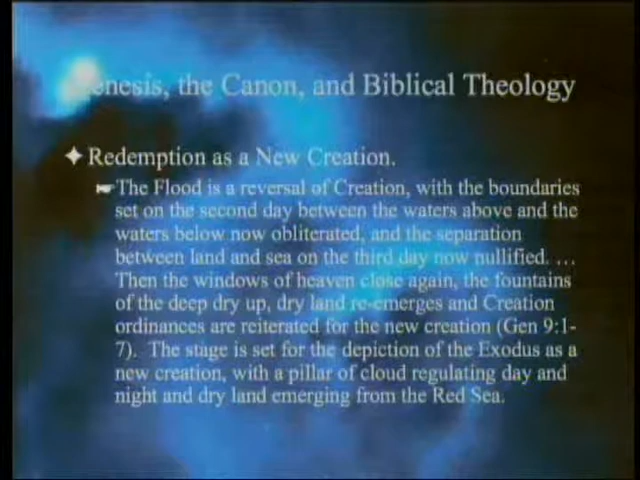 Genesis, the Canon, and Biblical Theology
Redemption as a New Creation.
The Flood is a reversal of Creation, with the boundaries
set on the second day between the waters above and the
waters below now obliterated, and the separation
between land and sea on the third day now nullified. …
Then the windows of heaven close again, the fountains
of the deep dry up, dry land re-emerges and Creation
ordinances are reiterated for the new creation (Gen 9:1-
7). The stage is set for the depiction of the Exodus as a
new creation, with a pillar of cloud regulating day and
night and dry land emerging from the Red Sea.